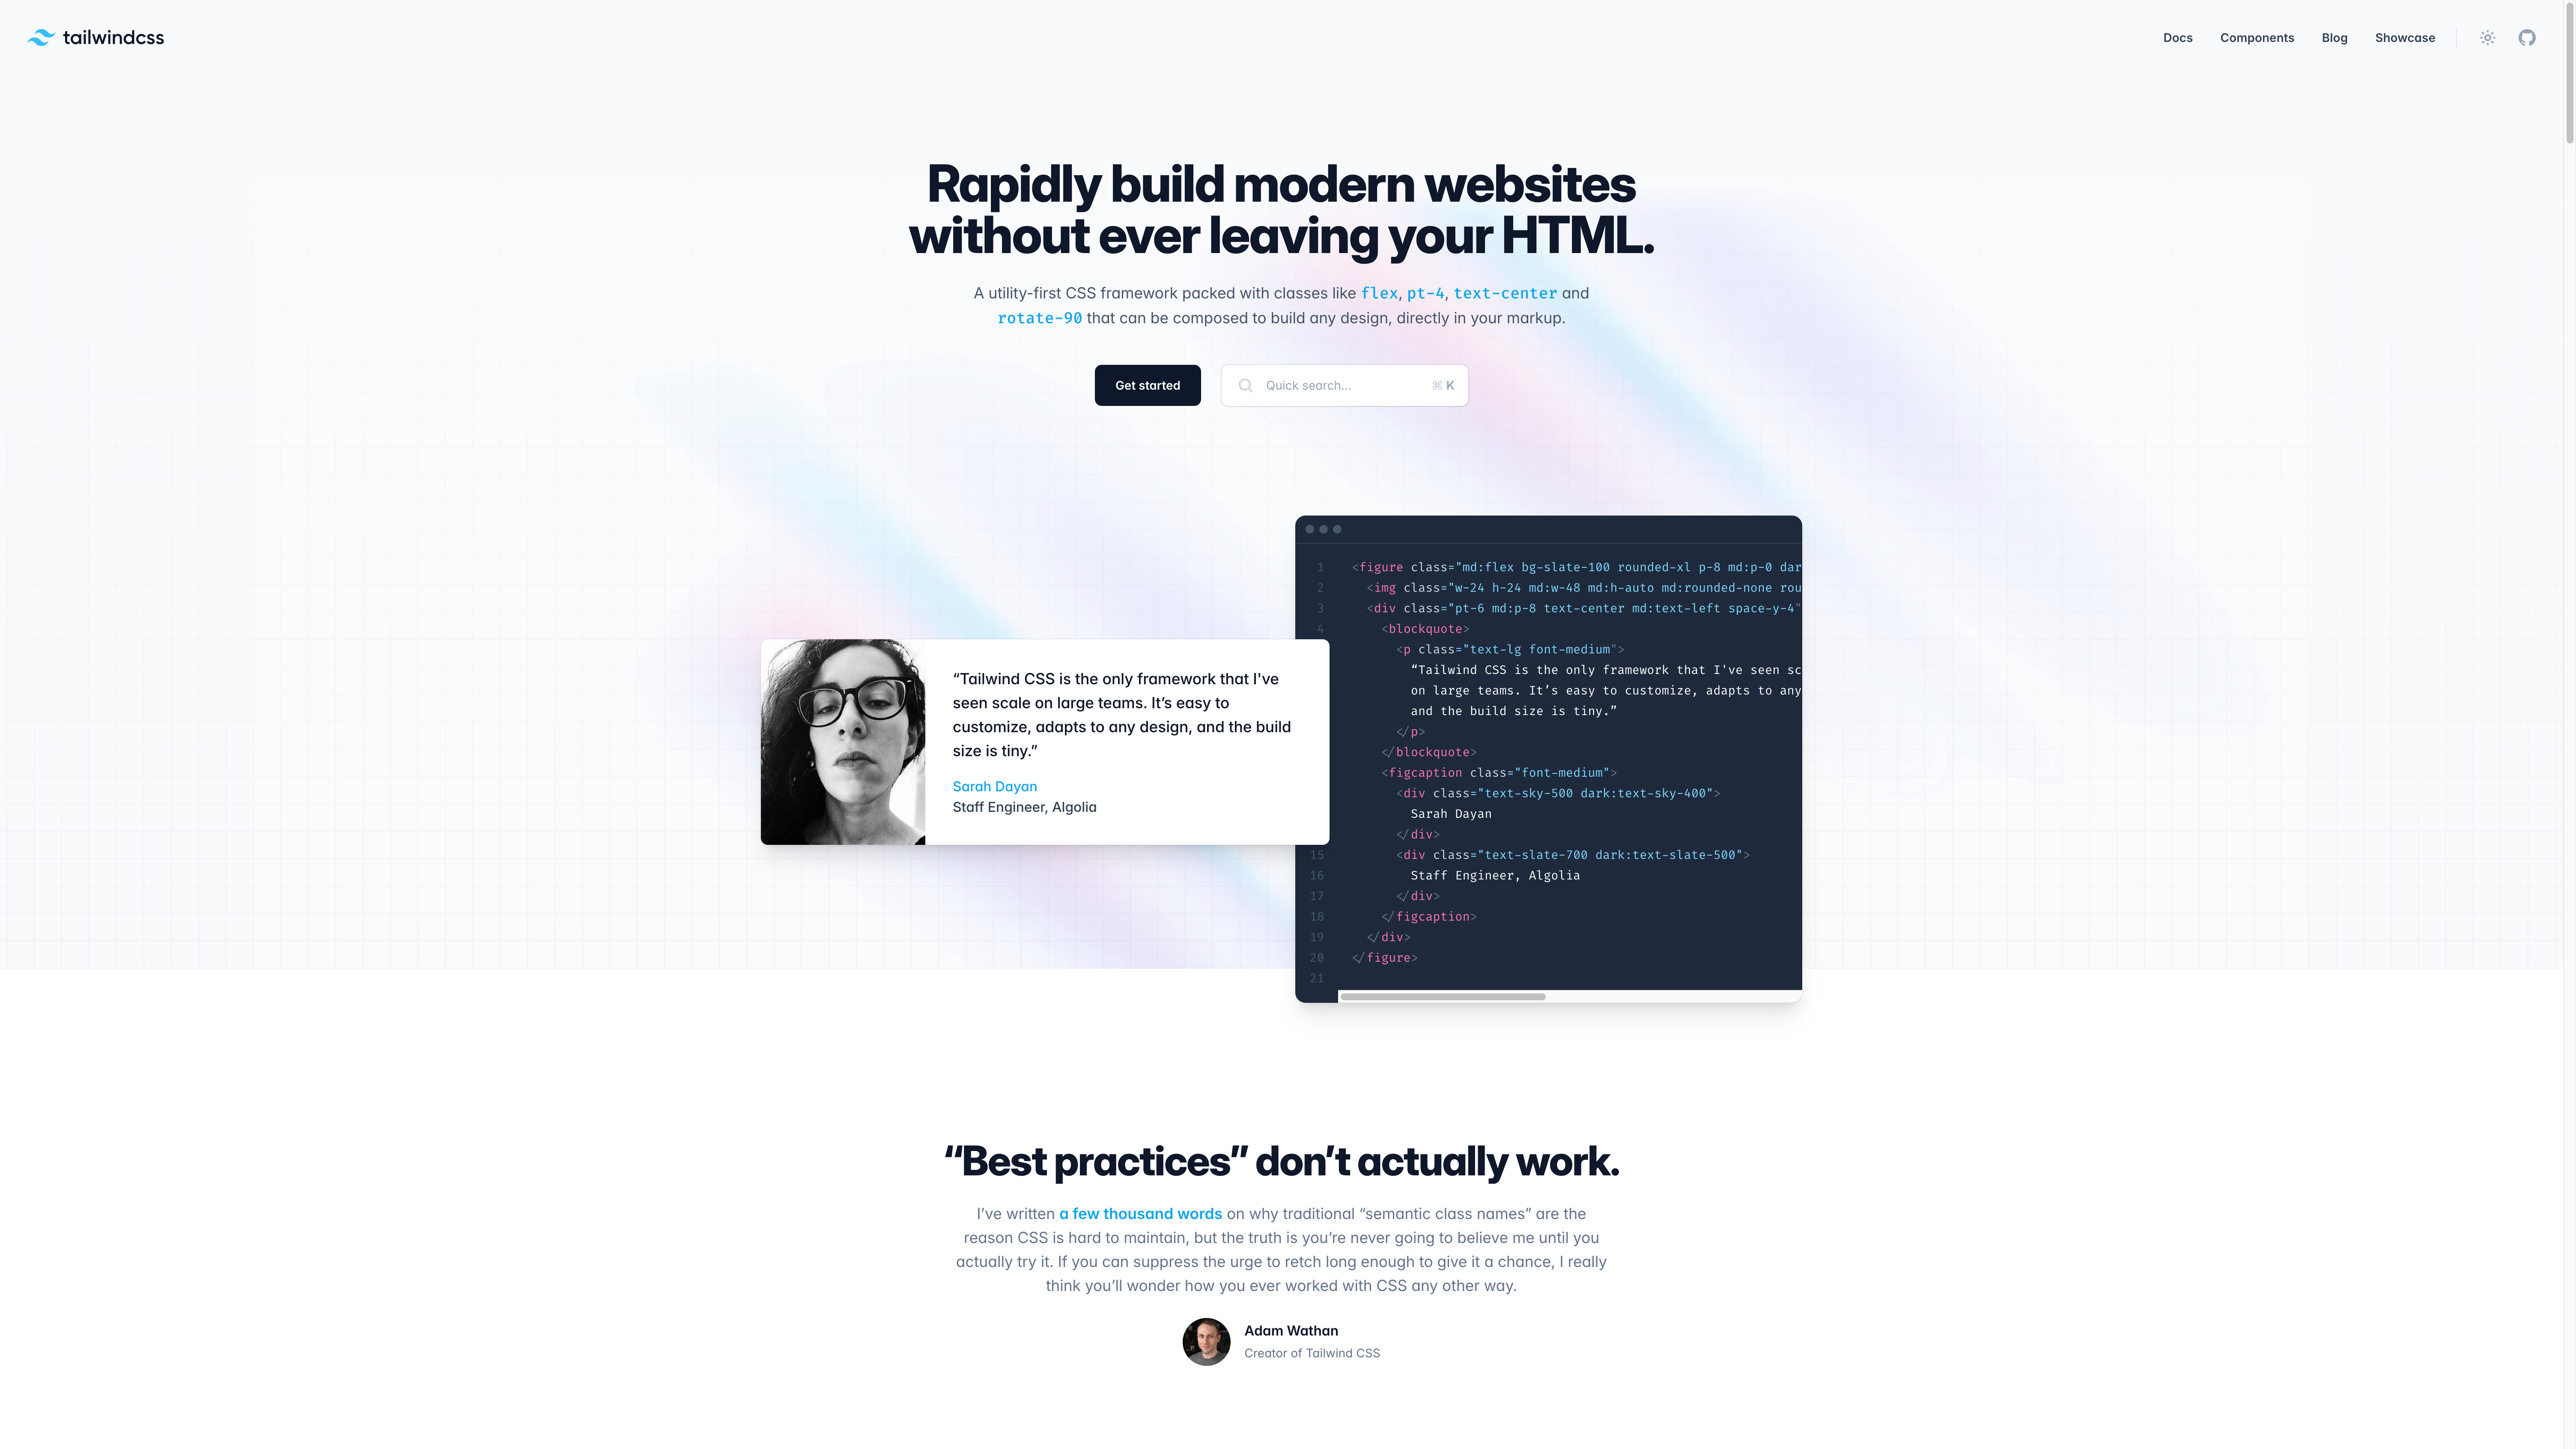 tailwindcss
Docs Components Blog Showcase
Rapidly build modern websites
without ever leaving your HTML.
A utility-first CSS framework packed with classes like flex, pt-4, text-center and
rotate-90 that can be composed to build any design, directly in your markup.
Get started
Quick search... ⌘ K
“Tailwind CSS is the only framework that I've
seen scale on large teams. It’s easy to
customize, adapts to any design, and the build
size is tiny.”
Sarah Dayan
Staff Engineer, Algolia
1 <figure class="md:flex bg-slate-100 rounded-xl p-8 md:p-0 dar
2 <img class="w-24 h-24 md:w-48 md:h-auto md:rounded-none rou
3 <div class="pt-6 md:p-8 text-center md:text-left space-y-4"
4 <blockquote>
<p class="text-lg font-medium">
“Tailwind CSS is the only framework that I've seen sc
on large teams. It’s easy to customize, adapts to any
and the build size is tiny.”
</p>
</blockquote>
<figcaption class="font-medium">
<div class="text-sky-500 dark:text-sky-400">
Sarah Dayan
</div>
15 <div class="text-slate-700 dark:text-slate-500">
16 Staff Engineer, Algolia
17 </div>
18 </figcaption>
19 </div>
20 </figure>
21
“Best practices” don’t actually work.
I’ve written a few thousand words on why traditional “semantic class names” are the
reason CSS is hard to maintain, but the truth is you’re never going to believe me until you
actually try it. If you can suppress the urge to retch long enough to give it a chance, I really
think you’ll wonder how you ever worked with CSS any other way.
Adam Wathan
Creator of Tailwind CSS